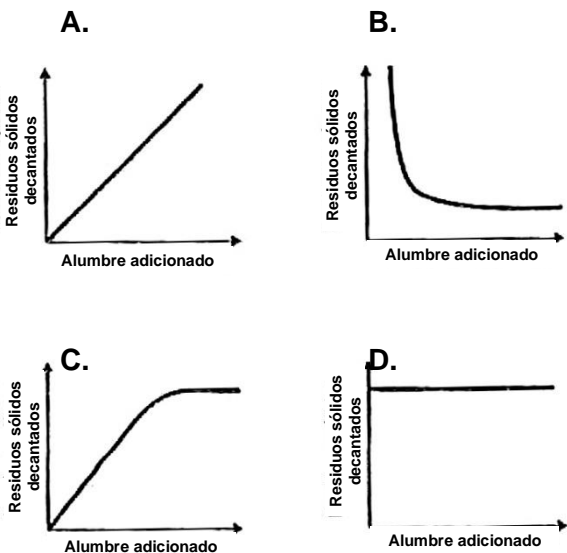 A.
Residuos sólidos
decantados
Alumbre adicionado
B.
Residuos sólidos
decantados
Alumbre adicionado
C.
Residuos sólidos
decantados
Alumbre adicionado
D.
Residuos sólidos
decantados
Alumbre adicionado